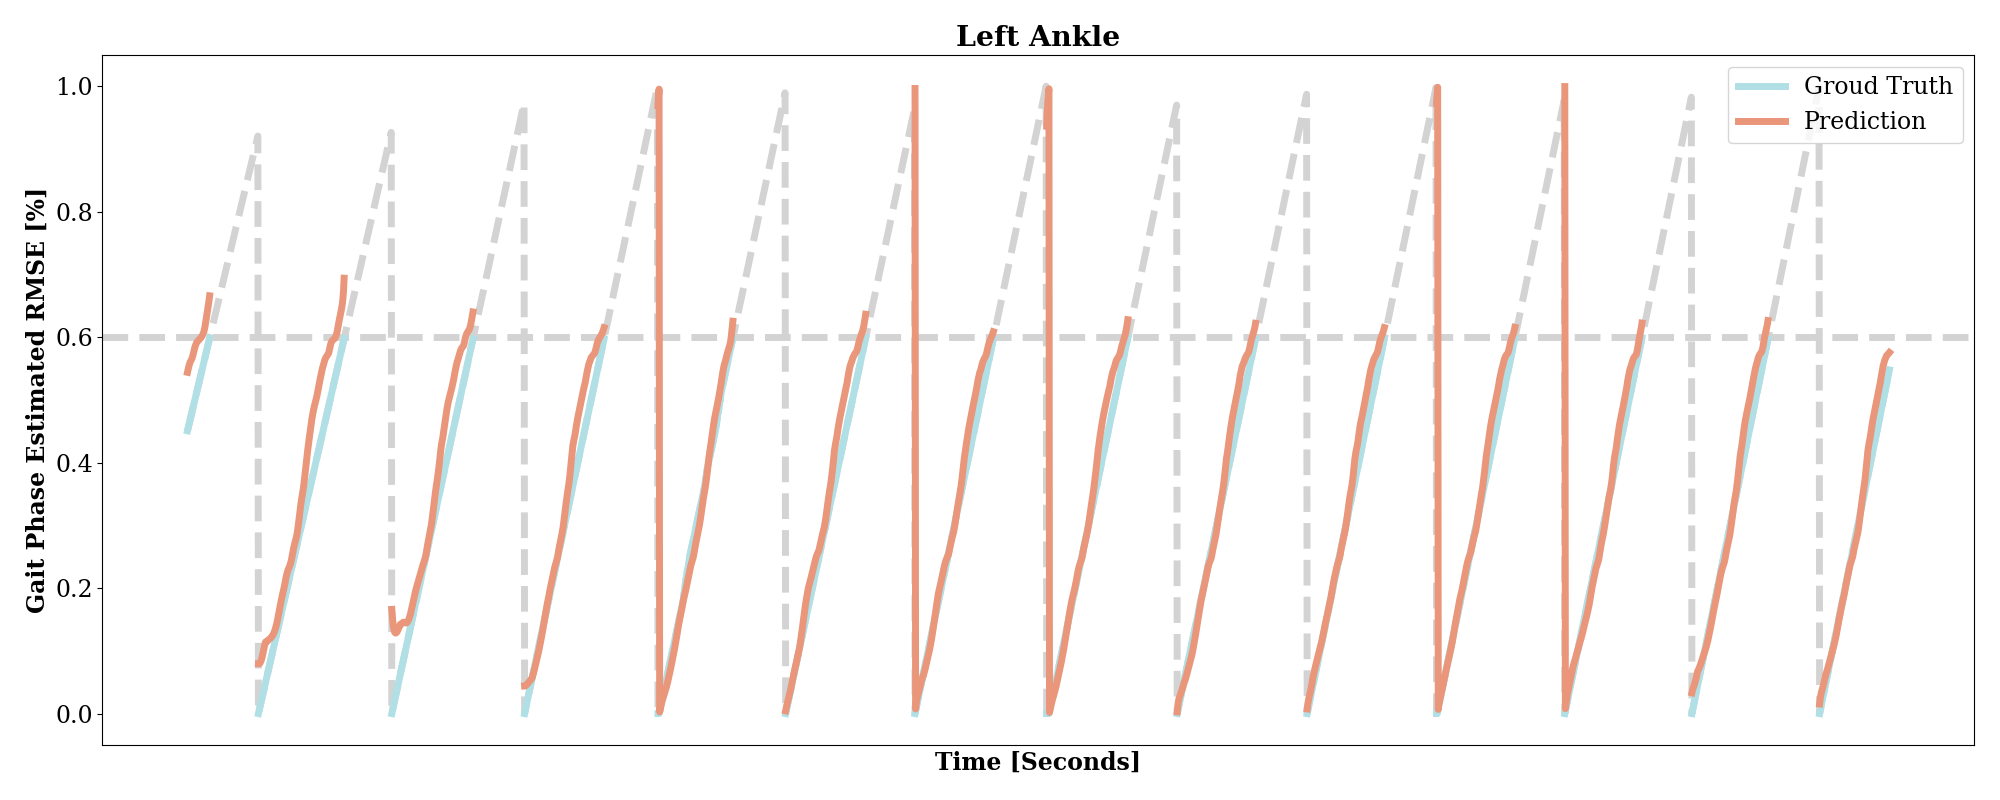 Left Ankle
Groud Truth
Prediction
Gait Phase Estimated RMSE [%]
1.0
0.8
0.6
0.4
0.2
0.0
Time [Seconds]